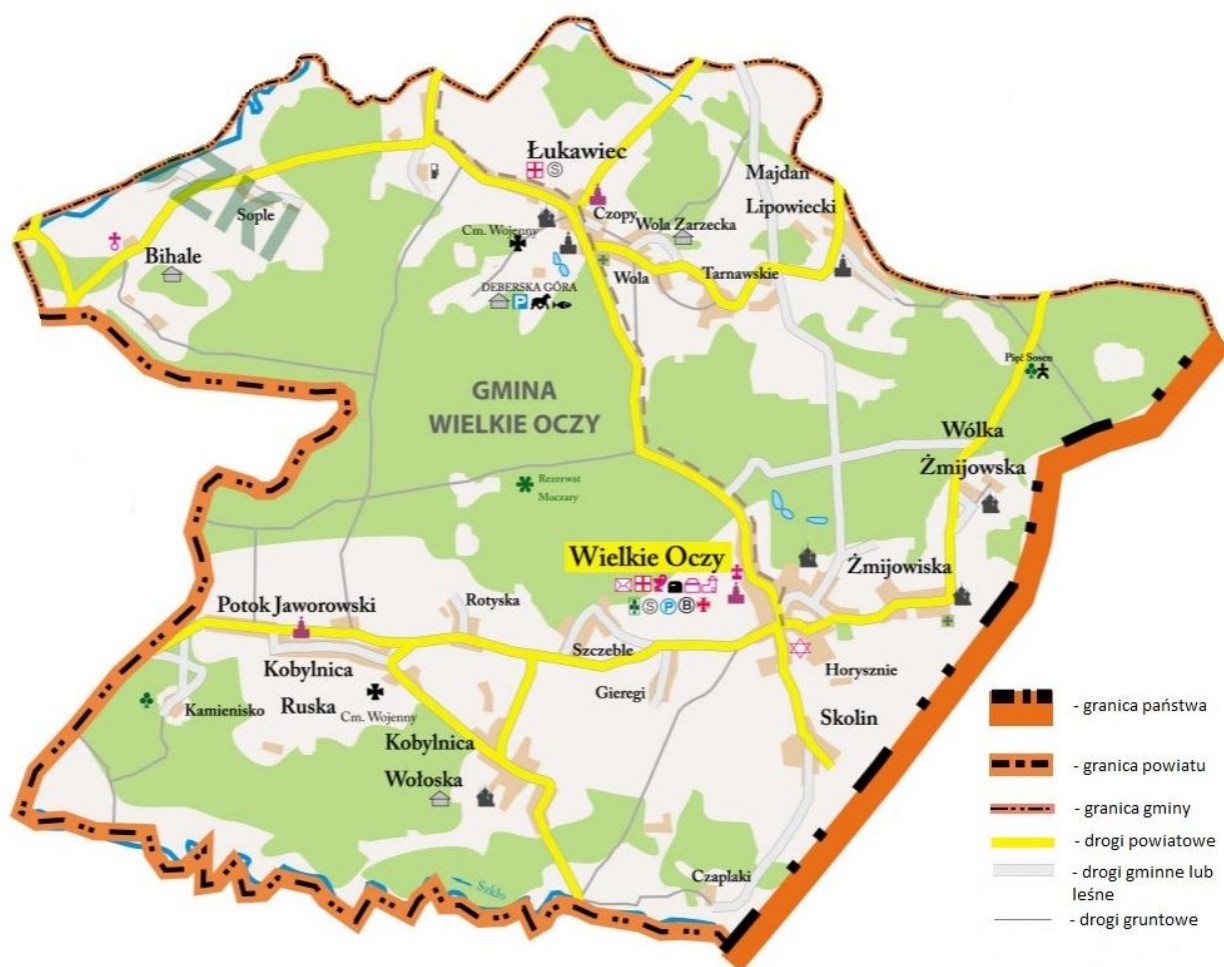 Łukawiec
Majdan
Lipowiecki
Czopy
Wola Zarzecka
Sople
Cm. Wojenny
Bihale
SZKI
Wola
Tarnawskie
DĘBERSKA GÓRA
P
Pięć Sosen
GMINA
WIELKIE OCZY
Wólka
Żmijowska
Rezerwat
Moczary
Wielkie Oczy
S P B
Żmijowiska
Potok Jaworowski
Rotyska
Szczeble
Horysznie
Kobylnica
Ruska
Gieregi
Kamienisko
Cm. Wojenny
Skolin
Kobylnica
Wołoska
Czaplaki
Szkło
- granica państwa
- granica powiatu
- granica gminy
- drogi powiatowe
- drogi gminne lub
leśne
- drogi gruntowe